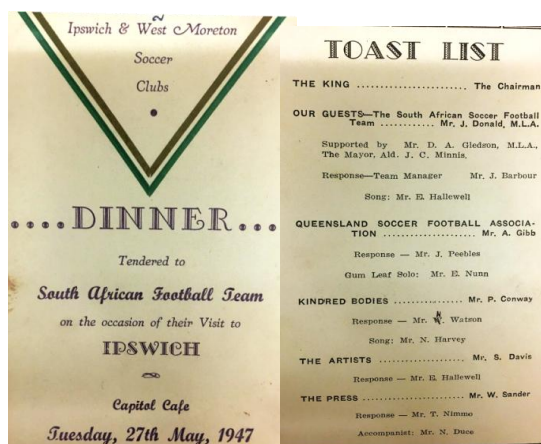 Ipswich & West Moreton
Soccer
Clubs
....DINNER...
Tendered to
South African Football Team
on the occasion of their Visit to
IPSWICH
Capitol Cafe
Tuesday, 27th May, 1947
TOAST LIST
THE KING ........................ The Chairman
OUR GUESTS—The South African Soccer Football
Team ............ Mr. J. Donald, M.L.A.
Supported by Mr. D. A. Gledson, M.L.A.,
The Mayor, Ald. J. C. Minnis.
Response—Team Manager Mr. J. Barbour
Song: Mr. E. Hallewell
QUEENSLAND SOCCER FOOTBALL ASSOCIA-
TION ...................... Mr. A. Gibb
Response — Mr. J. Peebles
Gum Leaf Solo: Mr. E. Nunn
KINDRED BODIES ............... Mr. P. Conway
Response — Mr. Watson
Song: Mr. N. Harvey
THE ARTISTS .................. Mr. S. Davis
Response — Mr. E. Hallewell
THE PRESS .................... Mr. W. Sander
Response — Mr. T. Nimmo
Accompanist: Mr. N. Duce